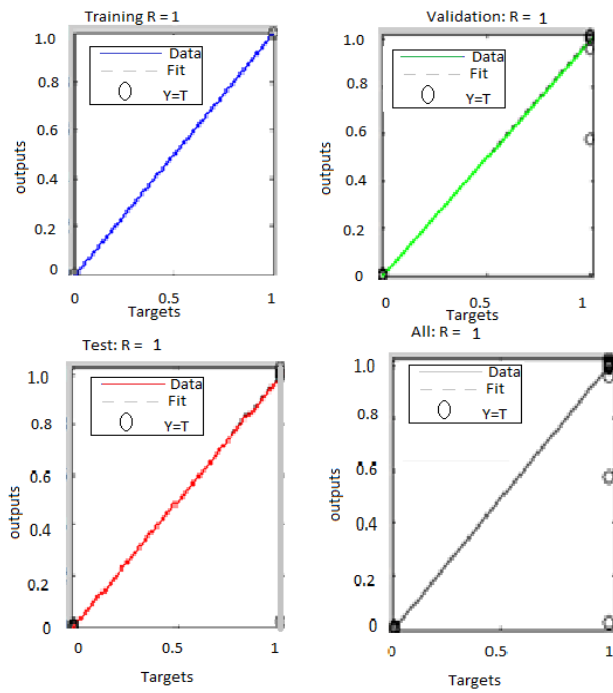 Training R = 1
1.0
0.8
0.6
0.4
0.2
0
outputs
Data
Fit
Y=T
0 0.5 1
Targets
Validation: R = 1
1.0
0.8
0.6
0.4
0.2
0
outputs
Data
Fit
Y=T
0 0.5 1
Targets
Test: R = 1
1.0
0.8
0.6
0.4
0.2
0
outputs
Data
Fit
Y=T
0 0.5 1
Targets
All: R = 1
1.0
0.8
0.6
0.4
0.2
0
outputs
Data
Fit
Y=T
0 0.5 1
Targets